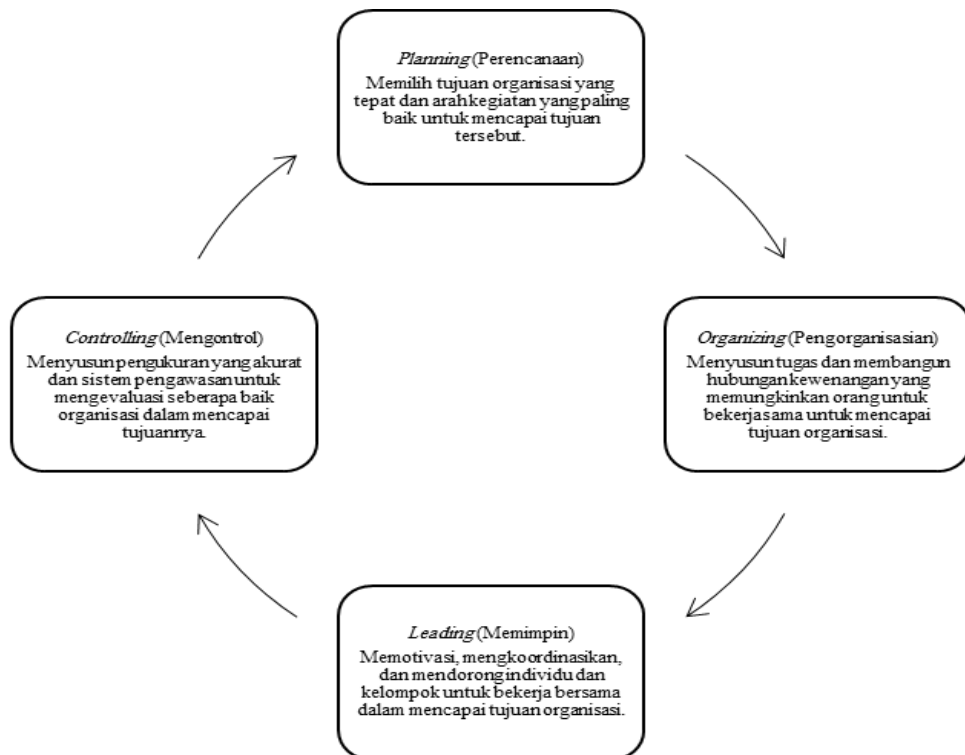 Planning (Perencanaan)
Memilih tujuan organisasi yang
tepat dan arah kegiatan yang paling
baik untuk mencapai tujuan
tersebut.
Controlling (Mengontrol)
Menyusun pengukuran yang akurat
dan sistem pengawasan untuk
mengevaluasi seberapa baik
organisasi dalam mencapai
tujuannya.
Organizing (Pengorganisasian)
Menyusun tugas dan membangun
hubungan kewenangan yang
memungkinkan orang untuk
bekerjasama untuk mencapai
tujuan organisasi.
Leading (Memimpin)
Memotivasi, mengkoordinasikan,
dan mendorong individu dan
kelompok untuk bekerja bersama
dalam mencapai tujuan organisasi.